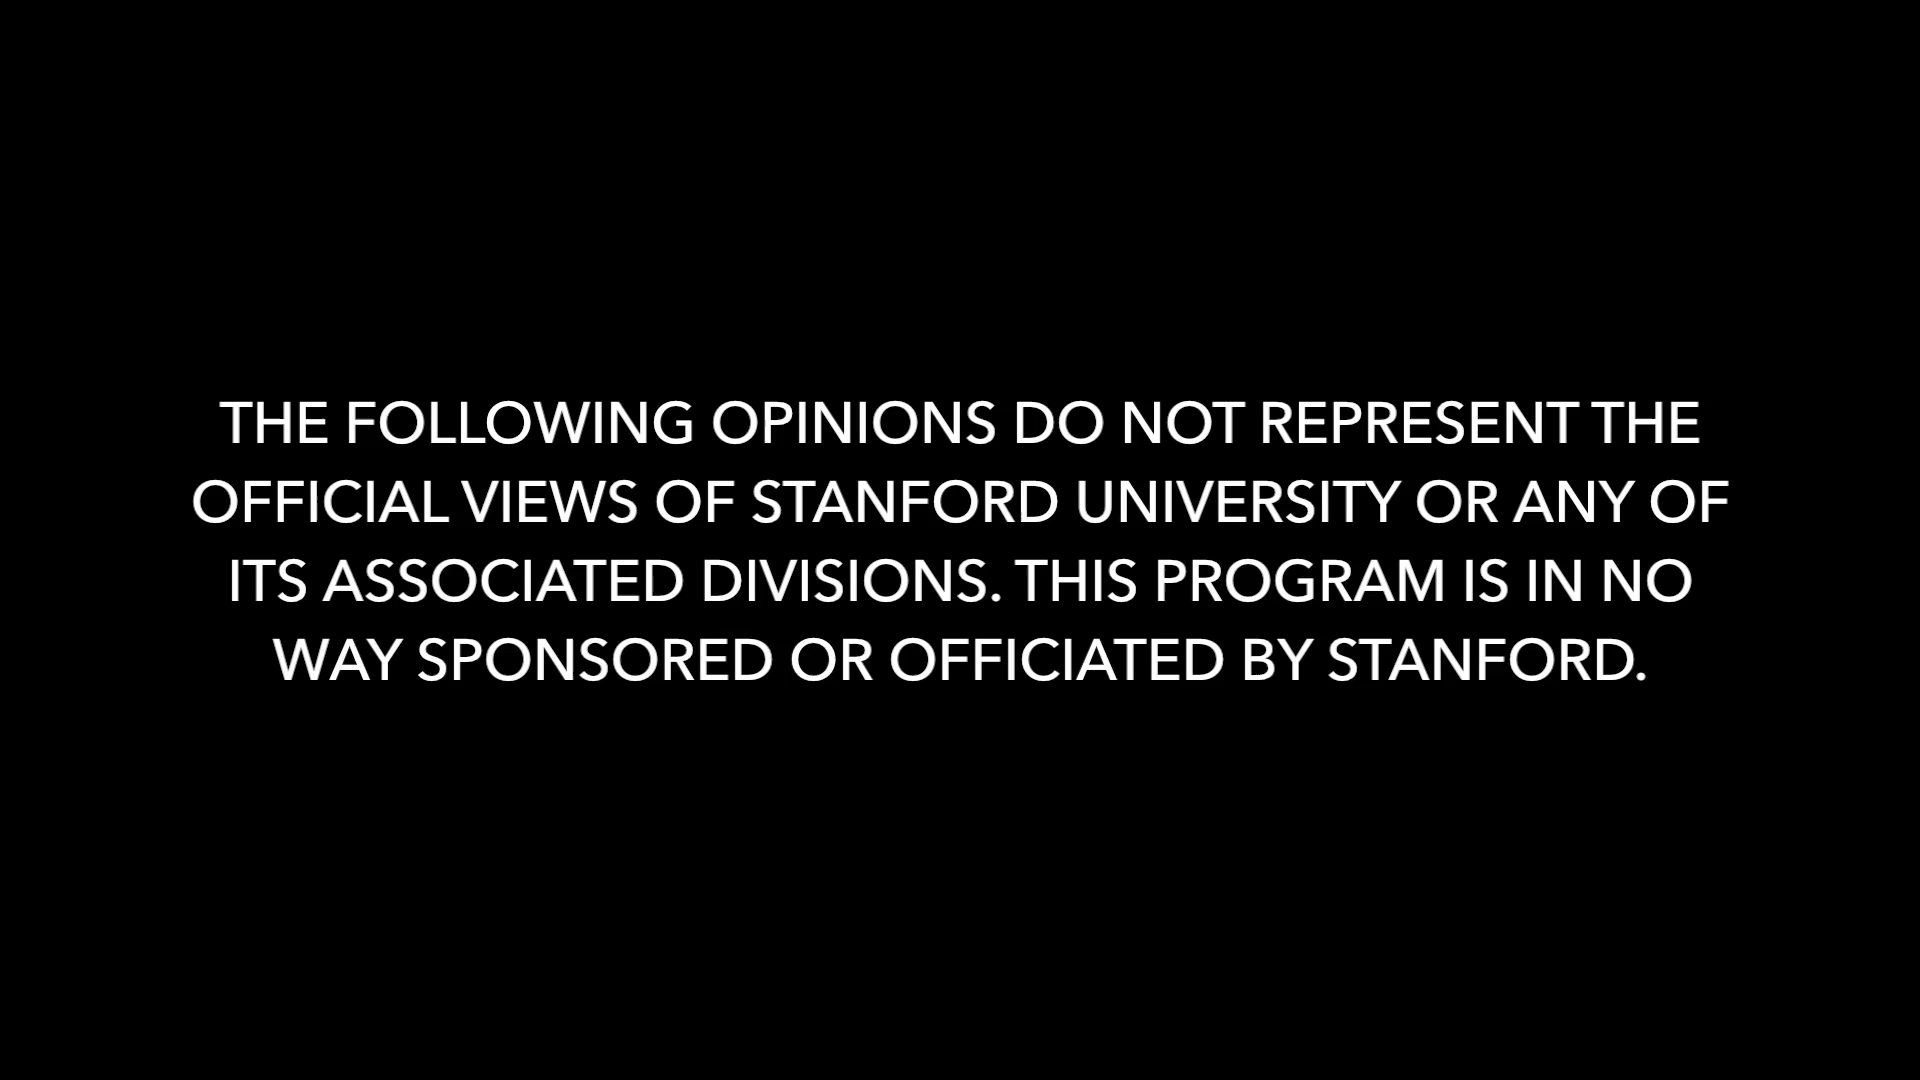 THE FOLLOWING OPINIONS DO NOT REPRESENT THE
OFFICIAL VIEWS OF STANFORD UNIVERSITY OR ANY OF
ITS ASSOCIATED DIVISIONS. THIS PROGRAM IS IN NO
WAY SPONSORED OR OFFICIATED BY STANFORD.